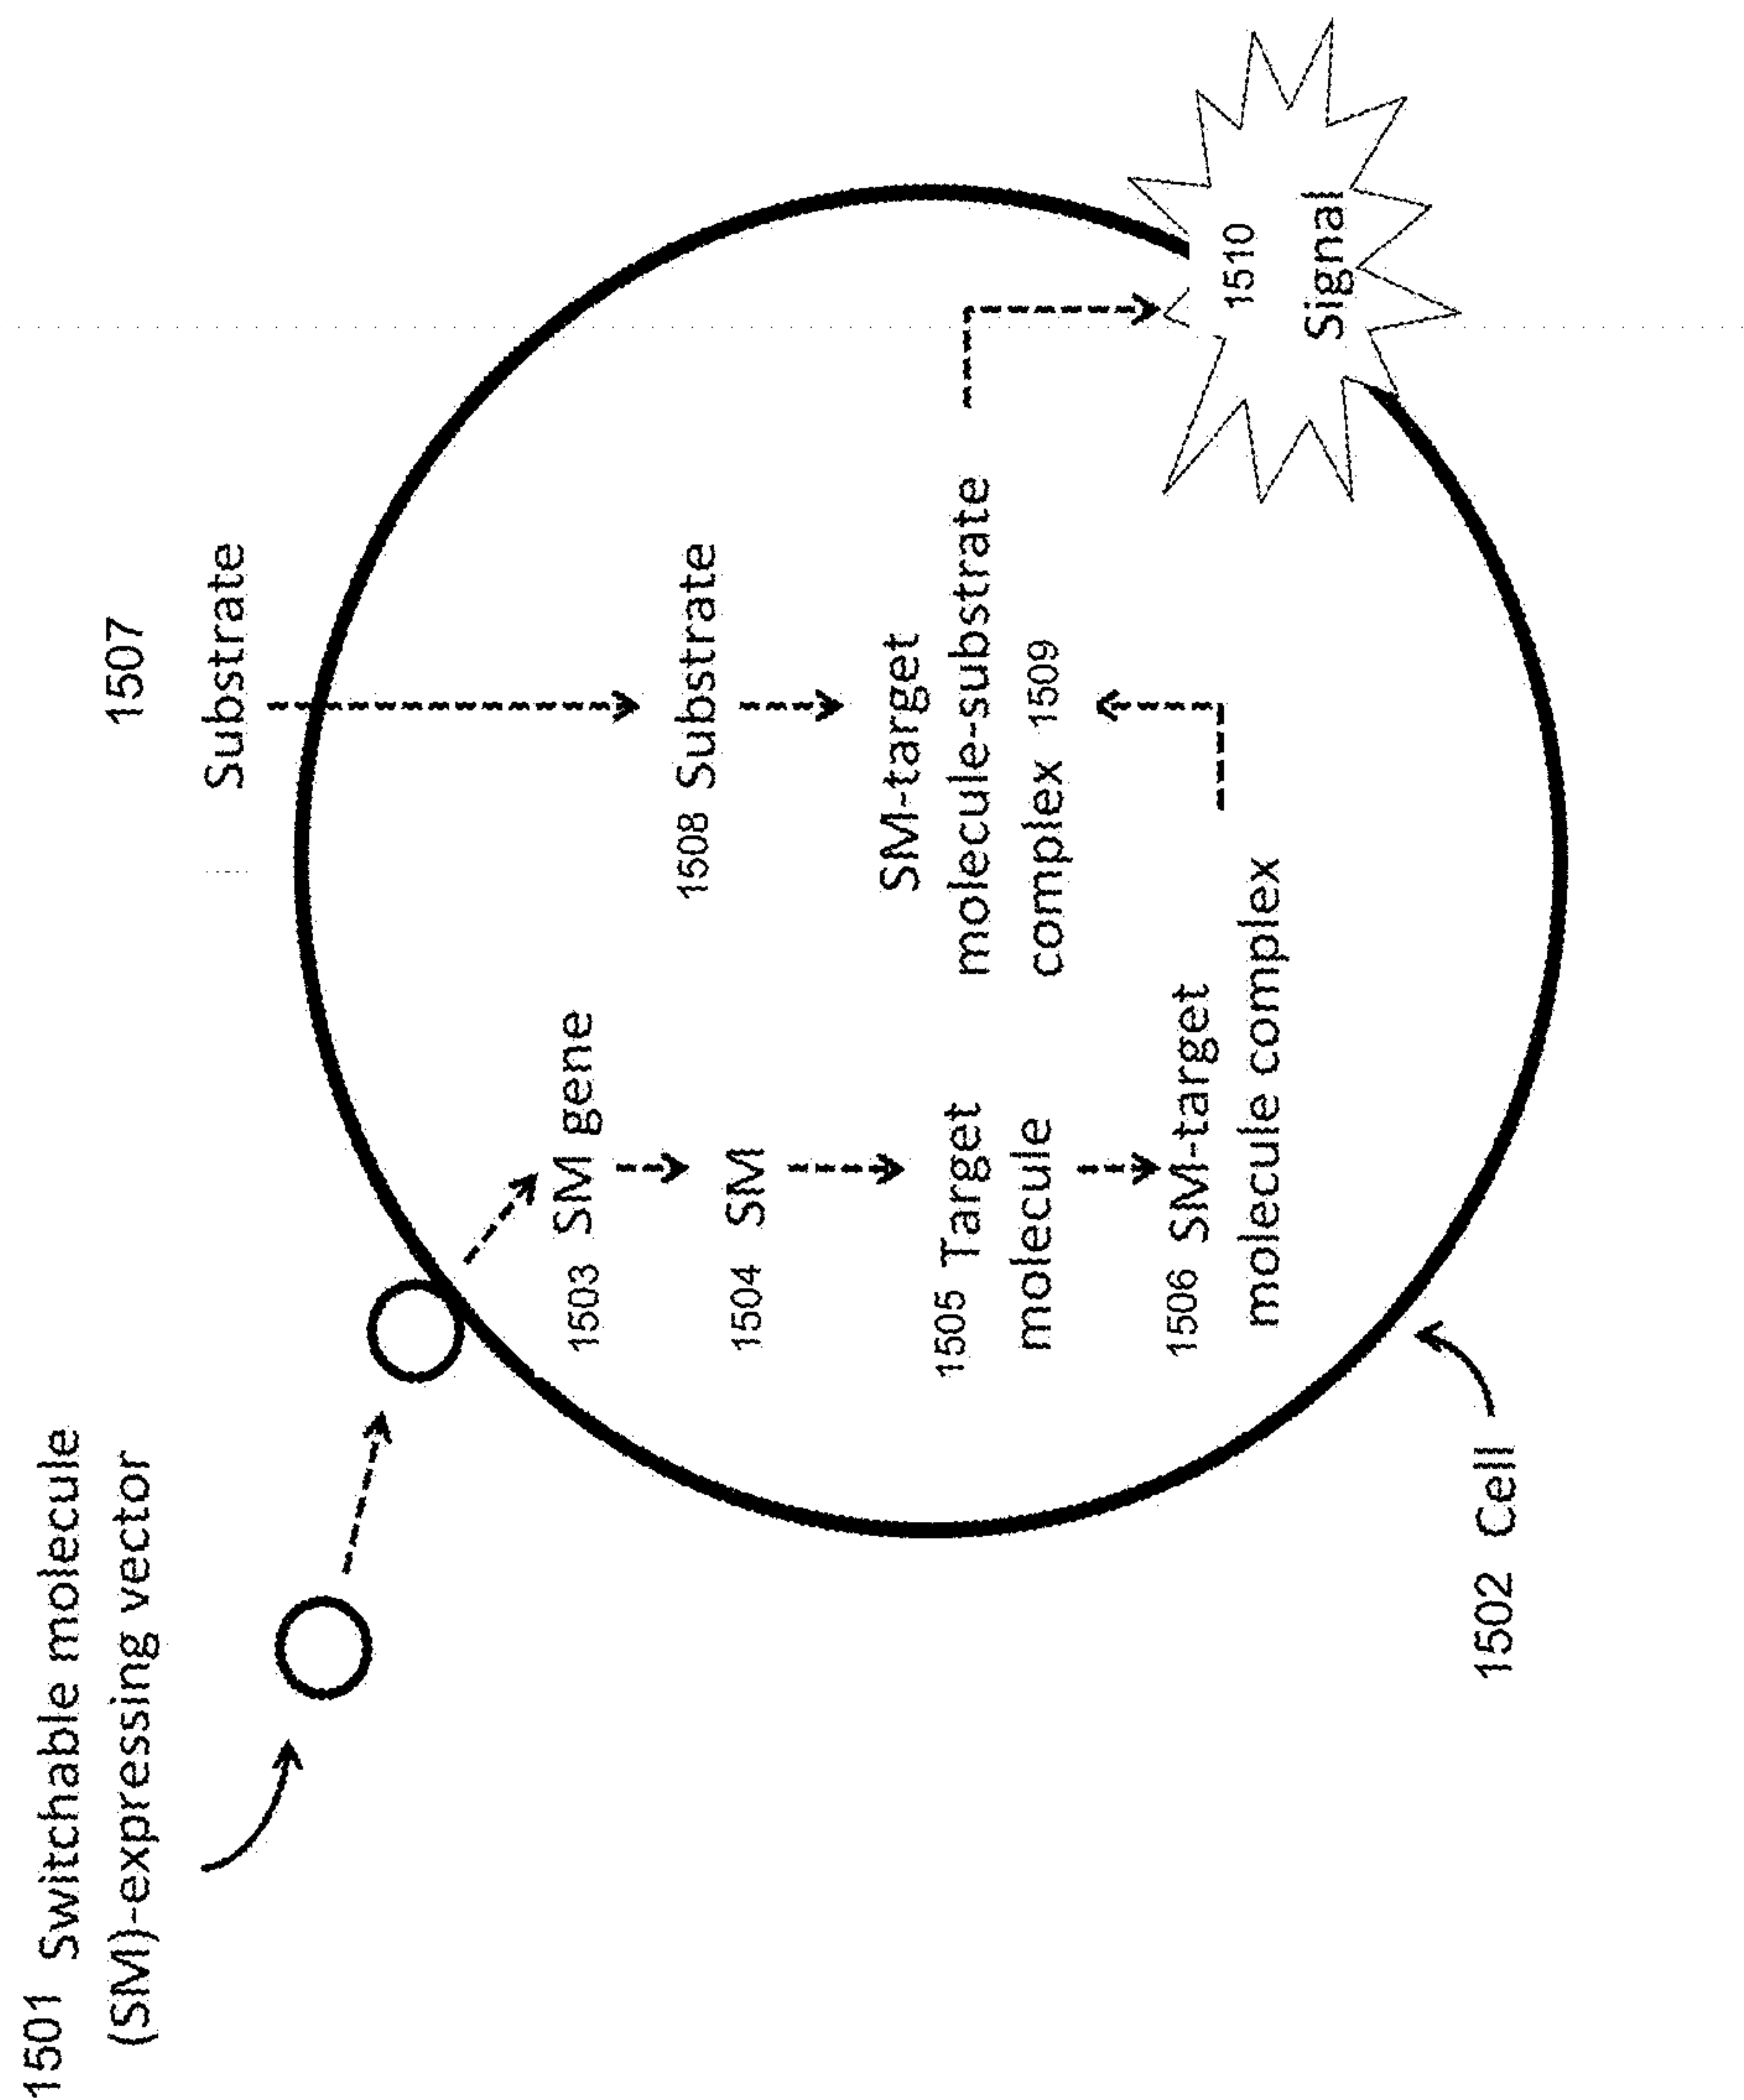 1501 Switchable molecule
(SM)-expressing vector
1507
Substrate
1503 SM gene
1504 SM
1505 Target
molecule
1506 SM-target
molecule complex
1508 Substrate
SM-target
molecule-substrate
complex 1509
1510
Signal
1502 Cell